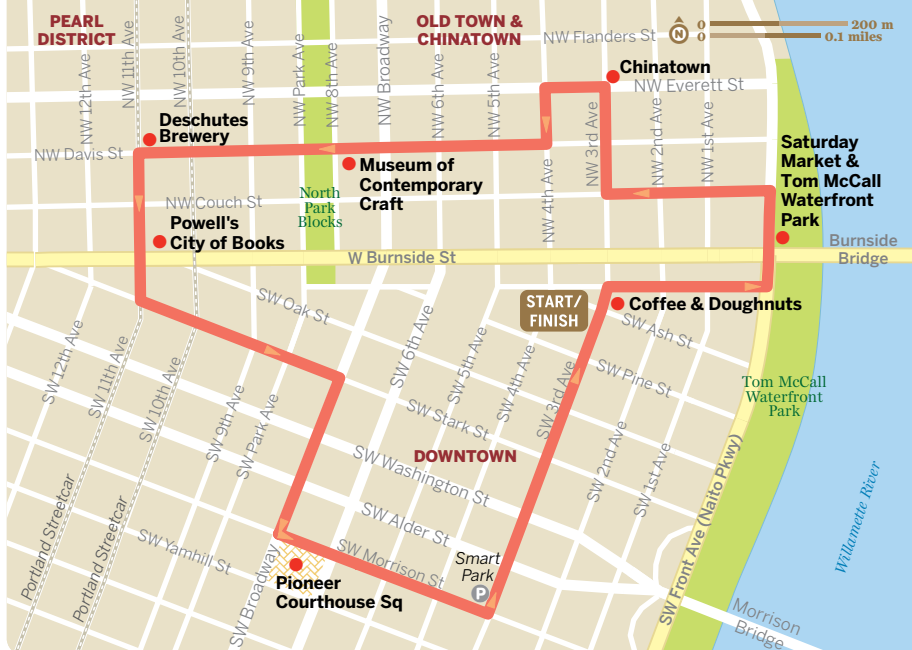 PEARL
DISTRICT
OLD TOWN &
CHINATOWN
0 200 m
0 0.1 miles
N
NW 12th Ave
NW 11th Ave
NW 10th Ave
NW 9th Ave
NW Park Ave
NW 8th Ave
NW Broadway
NW 6th Ave
NW 5th Ave
NW Flanders St
Chinatown
NW Everett St
NW 4th Ave
NW 3rd Ave
NW 2nd Ave
NW 1st Ave
Deschutes
Brewery
NW Davis St
Museum of
Contemporary
Craft
Saturday
Market &
Tom McCall
Waterfront
Park
NW Couch St
North
Park
Blocks
Powell's
City of Books
W Burnside St
Burnside
Bridge
START/
FINISH
Coffee & Doughnuts
SW Oak St
SW Ash St
SW Pine St
SW 12th Ave
SW 11th Ave
SW 10th Ave
SW 9th Ave
SW Park Ave
SW 6th Ave
SW 5th Ave
SW 4th Ave
SW 3rd Ave
SW 2nd Ave
SW 1st Ave
Tom McCall
Waterfront
Park
SW Stark St
DOWNTOWN
SW Washington St
SW Alder St
SW Morrison St
SW Yamhill St
Smart
Park
P
Portland Streetcar
Portland Streetcar
SW Broadway
Pioneer
Courthouse Sq
SW Front Ave (Naito Pkwy)
Willamette River
Morrison
Bridge